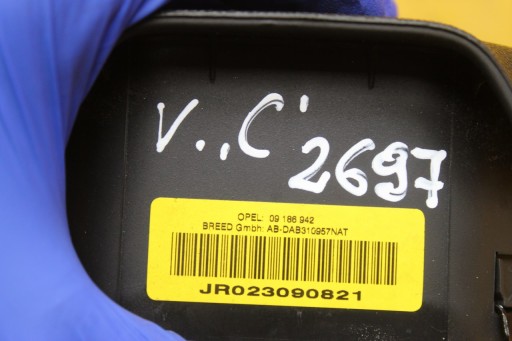 V.,,C' 2697
OPEL: 09 186 942
BREED Gmbh: AB-DAB310957NAT
JR023090821